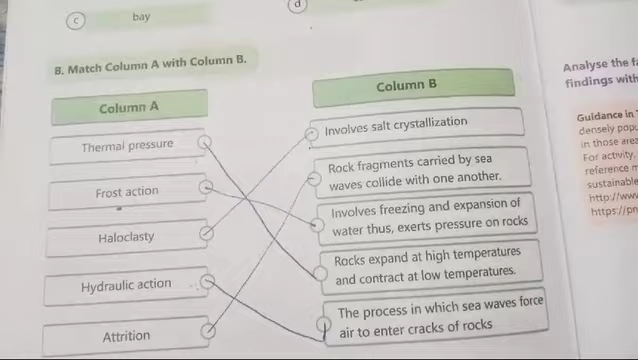 c bay
d
B. Match Column A with Column B.
Column A
Column B
Thermal pressure
Frost action
Haloclasty
Hydraulic action
Attrition
Involves salt crystallization
Rock fragments carried by sea
waves collide with one another.
Involves freezing and expansion of
water thus, exerts pressure on rocks
Rocks expand at high temperatures
and contract at low temperatures.
The process in which sea waves force
air to enter cracks of rocks
Analyse the
findings with
Guidance in
densely
in those
For activity,
reference
sustainable
http://www
https://